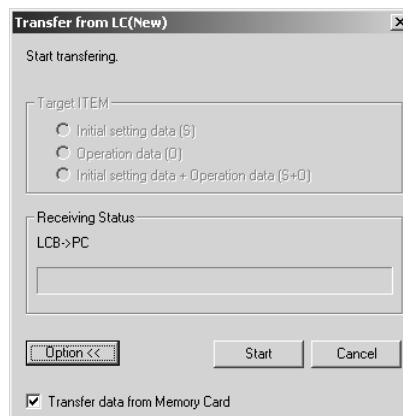 Transfer from LC(New)
Start transfering.
Target ITEM
Initial setting data (S)
Operation data (O)
Initial setting data + Operation data (S+O)
Receiving Status
LCB->PC
Option <<
Start
Cancel
Transfer data from Memory Card